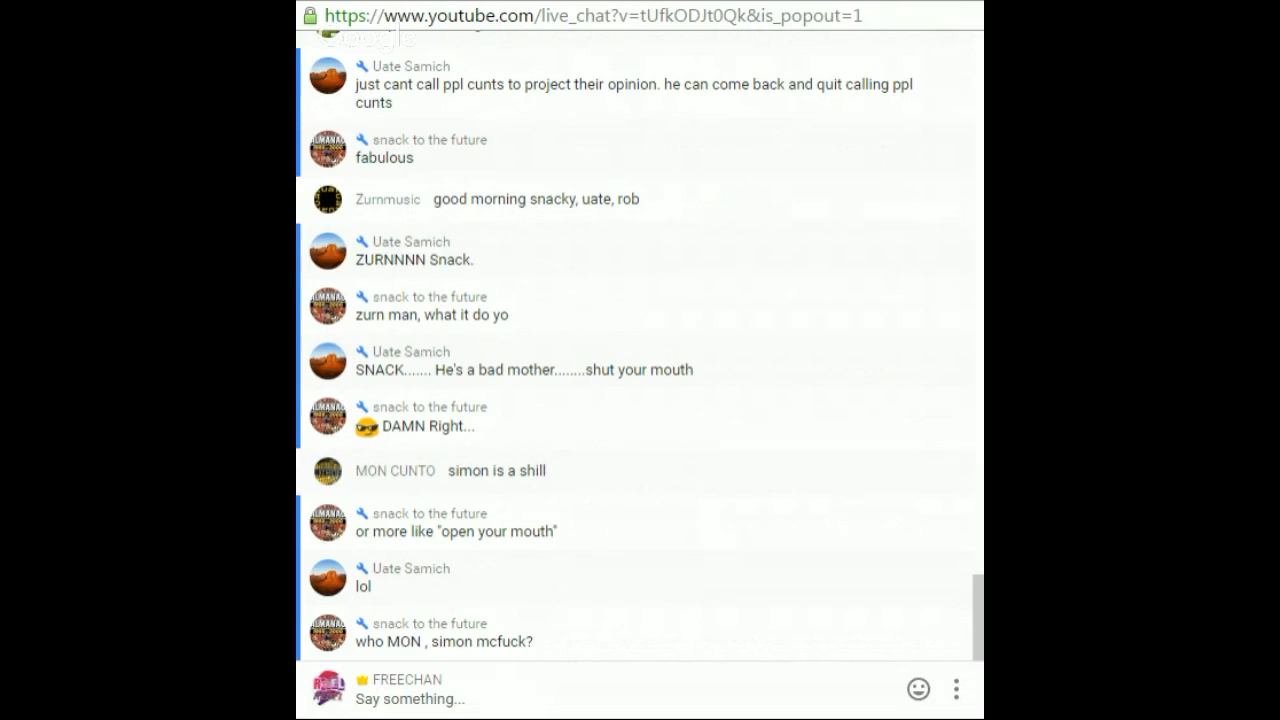 https://www.youtube.com/live_chat?v=tUfkODJt0Qk&is_popout=1
Google
Uate Samich
just cant call ppl cunts to project their opinion. he can come back and quit calling ppl
cunts
snack to the future
fabulous
Zurnmusic good morning snacky, uate, rob
Uate Samich
ZURNNNN Snack.
snack to the future
zurn man, what it do yo
Uate Samich
SNACK....... He's a bad mother........shut your mouth
snack to the future
DAMN Right...
MON CUNTO simon is a shill
snack to the future
or more like "open your mouth"
Uate Samich
lol
snack to the future
who MON , simon mcfuck?
FREECHAN
Say something...